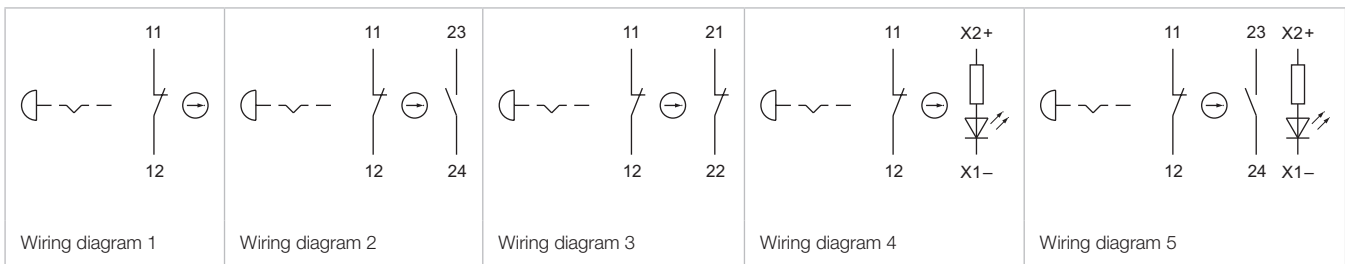 11
12
Wiring diagram 1
11 23
12 24
Wiring diagram 2
11 21
12 22
Wiring diagram 3
11 X2+
12 X1–
Wiring diagram 4
11 23 X2+
12 24 X1–
Wiring diagram 5